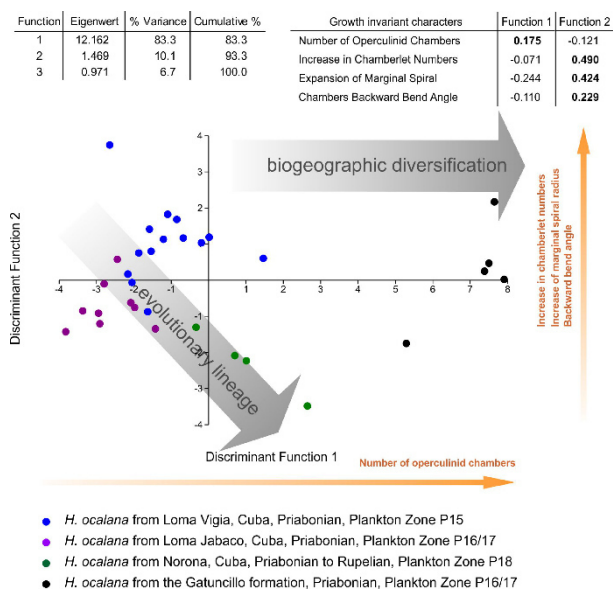 Function Eigenwert % Variance Cumulative %
1 12.162 83.3 83.3
2 1.469 10.1 93.3
3 0.971 6.7 100.0
Growth invariant characters Function 1 Function 2
Number of Operculinid Chambers 0.175 -0.121
Increase in Chamberlet Numbers -0.071 0.490
Expansion of Marginal Spiral -0.244 0.424
Chambers Backward Bend Angle -0.110 0.229
biogeographic diversification
evolutionary lineage
Discriminant Function 2
4
3
2
1
-1
-2
-3
-4
-4 -3 -2 -1 1 2 3 4 5 6 7 8
Discriminant Function 1
Increase in chamberlet numbers
Increase of marginal spiral radius
Backward bend angle
Number of operculinid chambers
H. ocalana from Loma Vigia, Cuba, Priabonian, Plankton Zone P15
H. ocalana from Loma Jabaco, Cuba, Priabonian, Plankton Zone P16/17
H. ocalana from Norona, Cuba, Priabonian to Rupelian, Plankton Zone P18
H. ocalana from the Gatuncillo formation, Priabonian, Plankton Zone P16/17